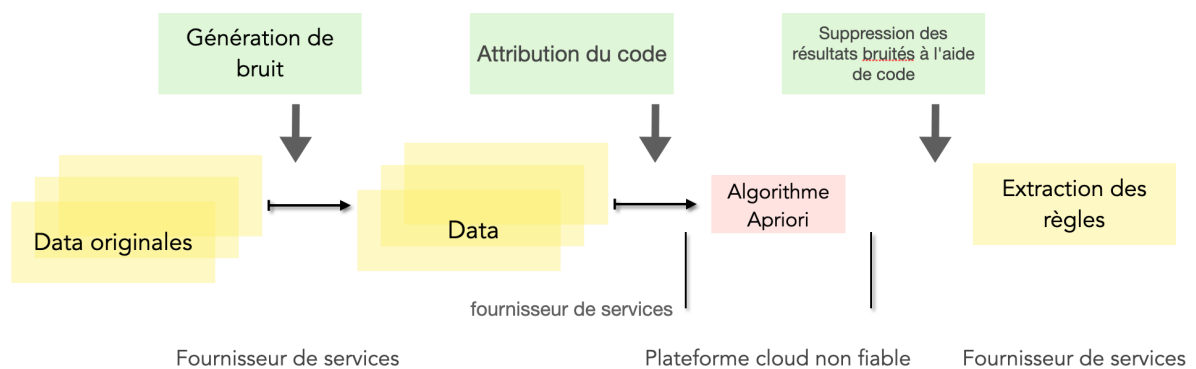 Génération de
bruit
Attribution du code
Suppression des
résultats bruités à l'aide
de code
Data originales
Data
Algorithme
Apriori
Extraction des
règles
fournisseur de services
Fournisseur de services
Plateforme cloud non fiable
Fournisseur de services